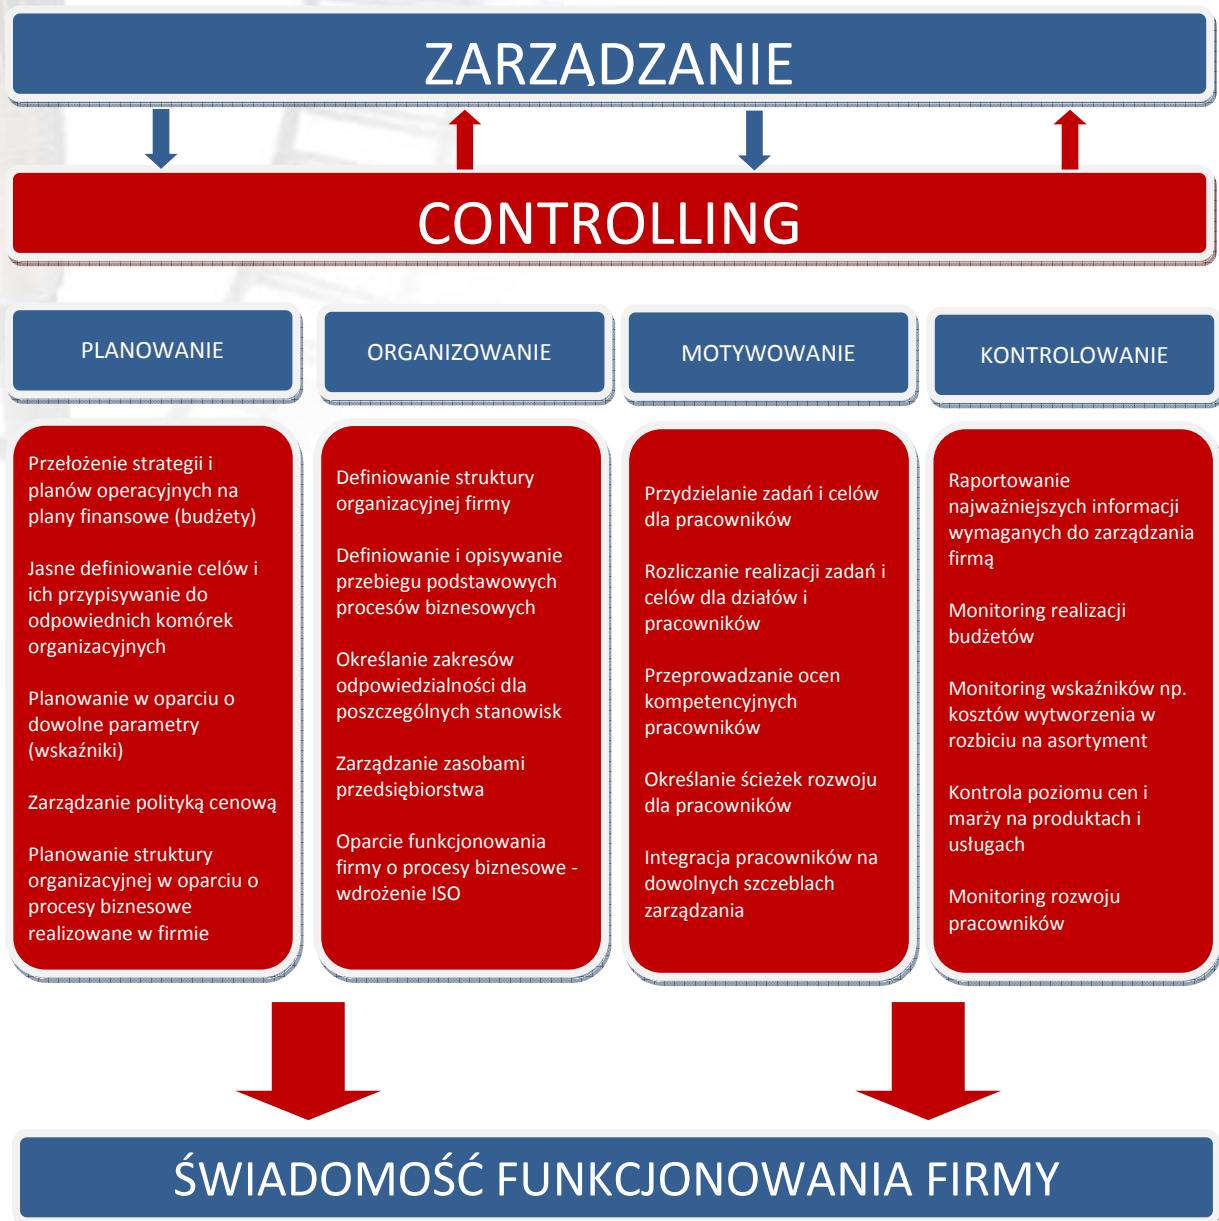 ZARZĄDZANIE
CONTROLLING
PLANOWANIE
Przełożenie strategii i
planów operacyjnych na
plany finansowe (budżety)
Jasne definiowanie celów i
ich przypisywanie do
odpowiednich komórek
organizacyjnych
Planowanie w oparciu o
dowolne parametry
(wskaźniki)
Zarządzanie polityką cenową
Planowanie struktury
organizacyjnej w oparciu o
procesy biznesowe
realizowane w firmie
ORGANIZOWANIE
Definiowanie struktury
organizacyjnej firmy
Definiowanie i opisywanie
przebiegu podstawowych
procesów biznesowych
Określanie zakresów
odpowiedzialności dla
poszczególnych stanowisk
Zarządzanie zasobami
przedsiębiorstwa
Oparcie funkcjonowania
firmy o procesy biznesowe -
wdrożenie ISO
MOTYWOWANIE
Przydzielanie zadań i celów
dla pracowników
Rozliczanie realizacji zadań i
celów dla działów i
pracowników
Przeprowadzanie ocen
kompetencyjnych
pracowników
Określanie ścieżek rozwoju
dla pracowników
Integracja pracowników na
dowolnych szczeblach
zarządzania
KONTROLOWANIE
Raportowanie
najważniejszych informacji
wymaganych do zarządzania
firmą
Monitoring realizacji
budżetów
Monitoring wskaźników np.
kosztów wytworzenia w
rozbiciu na asortyment
Kontrola poziomu cen i
marży na produktach i
usługach
Monitoring rozwoju
pracowników
ŚWIADOMOŚĆ FUNKCJONOWANIA FIRMY